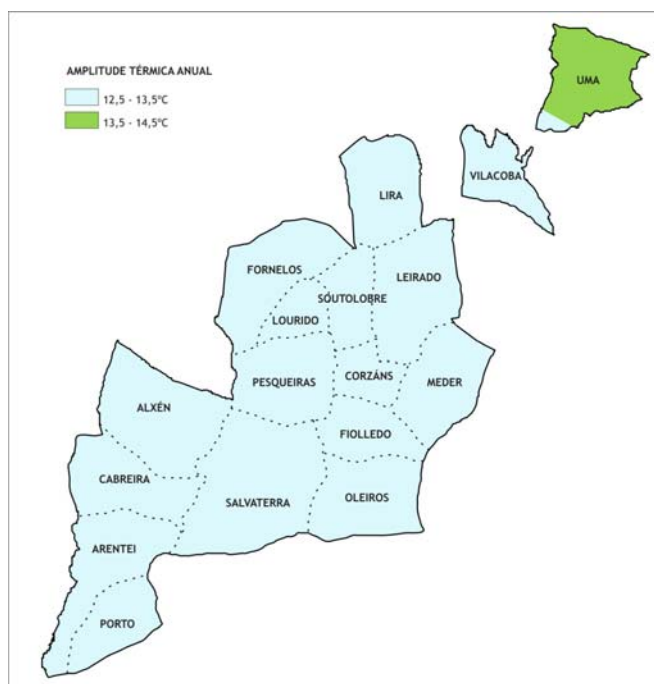 AMPLITUDE TÉRMICA ANUAL
12,5 - 13,5ºC
13,5 - 14,5ºC
UMA
VILACOBA
LIRA
FORNELOS
LEIRADO
SOUTOLOBRE
LOURIDO
PESQUEIRAS
CORZÁNS
MEDER
ALXÉN
FIOLLEDO
CABREIRA
SALVATERRA
OLEIROS
ARENTEI
PORTO